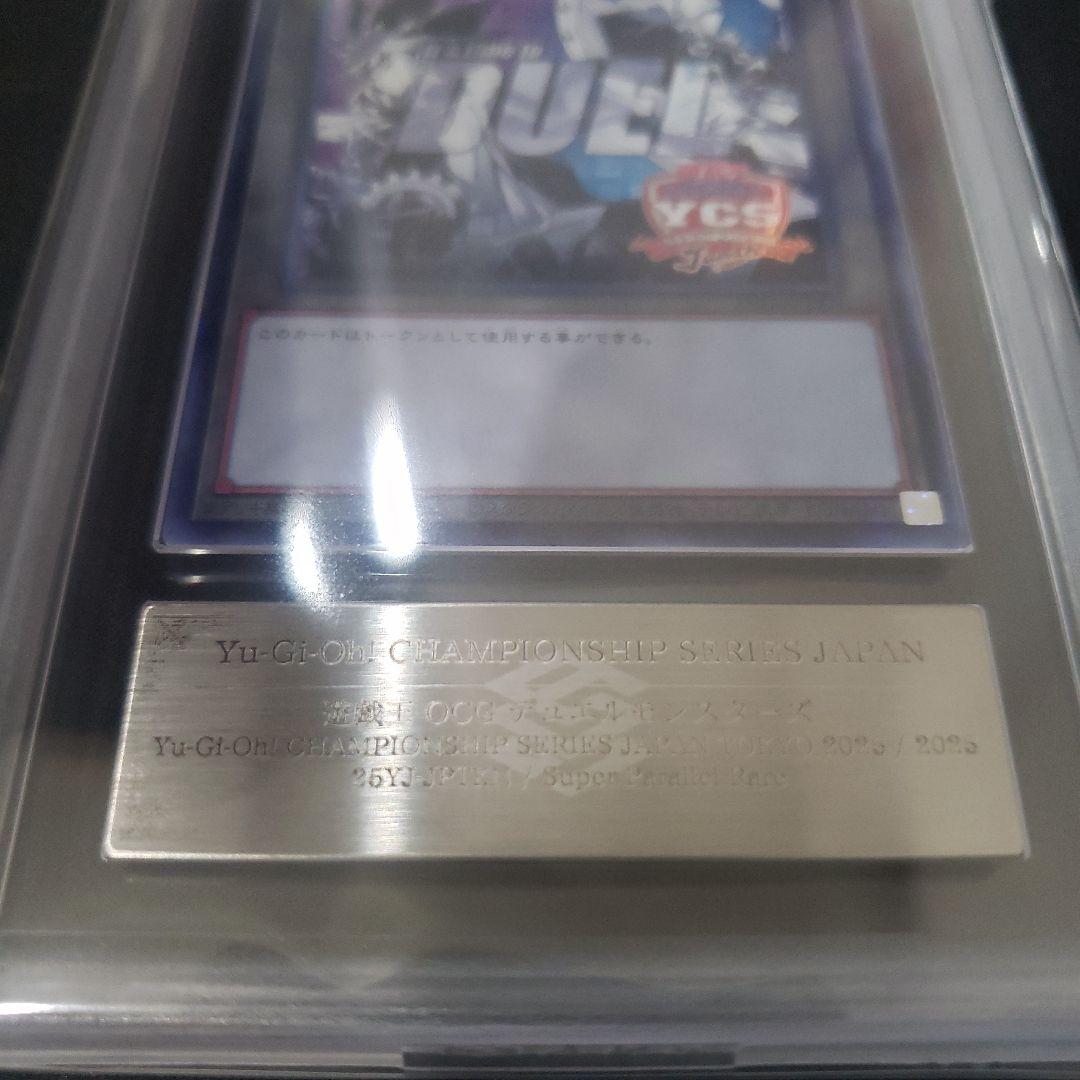 DUEL
YCS
このカードはトークンとして使用する事ができる。
Yu-Gi-Oh! CHAMPIONSHIP SERIES JAPAN
遊戯王 OCG デュエルモンスターズ
Yu-Gi-Oh! CHAMPIONSHIP SERIES JAPAN TOKYO 2025 / 2025
/ Super Parallel Rare